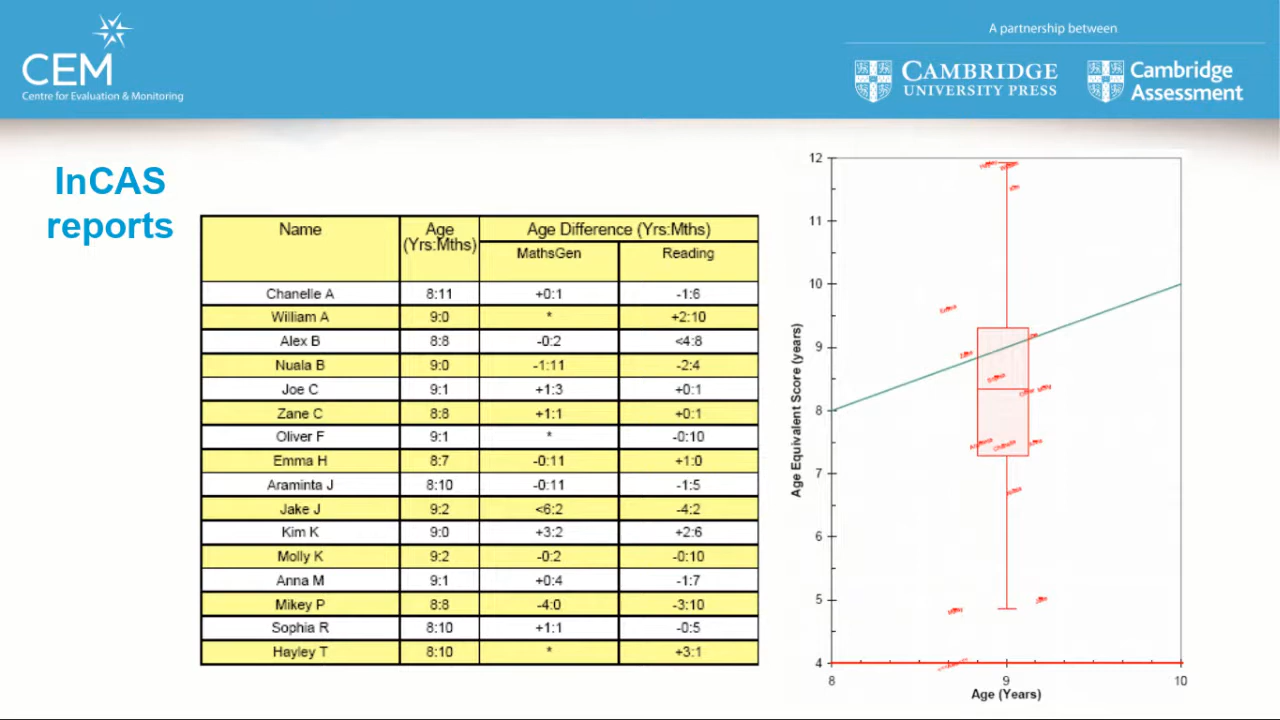 CEM
Centre for Evaluation & Monitoring
A partnership between
CAMBRIDGE
UNIVERSITY PRESS
Cambridge
Assessment
InCAS
reports
Name Age (Yrs:Mths) Age Difference (Yrs:Mths)
MathsGen Reading
Chanelle A 8:11 +0:1 -1:6
William A 9:0 * +2:10
Alex B 8:8 -0:2 <4:8
Nuala B 9:0 -1:11 -2:4
Joe C 9:1 +1:3 +0:1
Zane C 8:8 +1:1 +0:1
Oliver F 9:1 * -0:10
Emma H 8:7 -0:11 +1:0
Araminta J 8:10 -0:11 -1:5
Jake J 9:2 <6:2 -4:2
Kim K 9:0 +3:2 +2:6
Molly K 9:2 -0:2 -0:10
Anna M 9:1 +0:4 -1:7
Mikey P 8:8 -4:0 -3:10
Sophia R 8:10 +1:1 -0:5
Hayley T 8:10 * +3:1
Age Equivalent Score (years)
12
11
10
9
8
7
6
5
4
8 9 10
Age (Years)